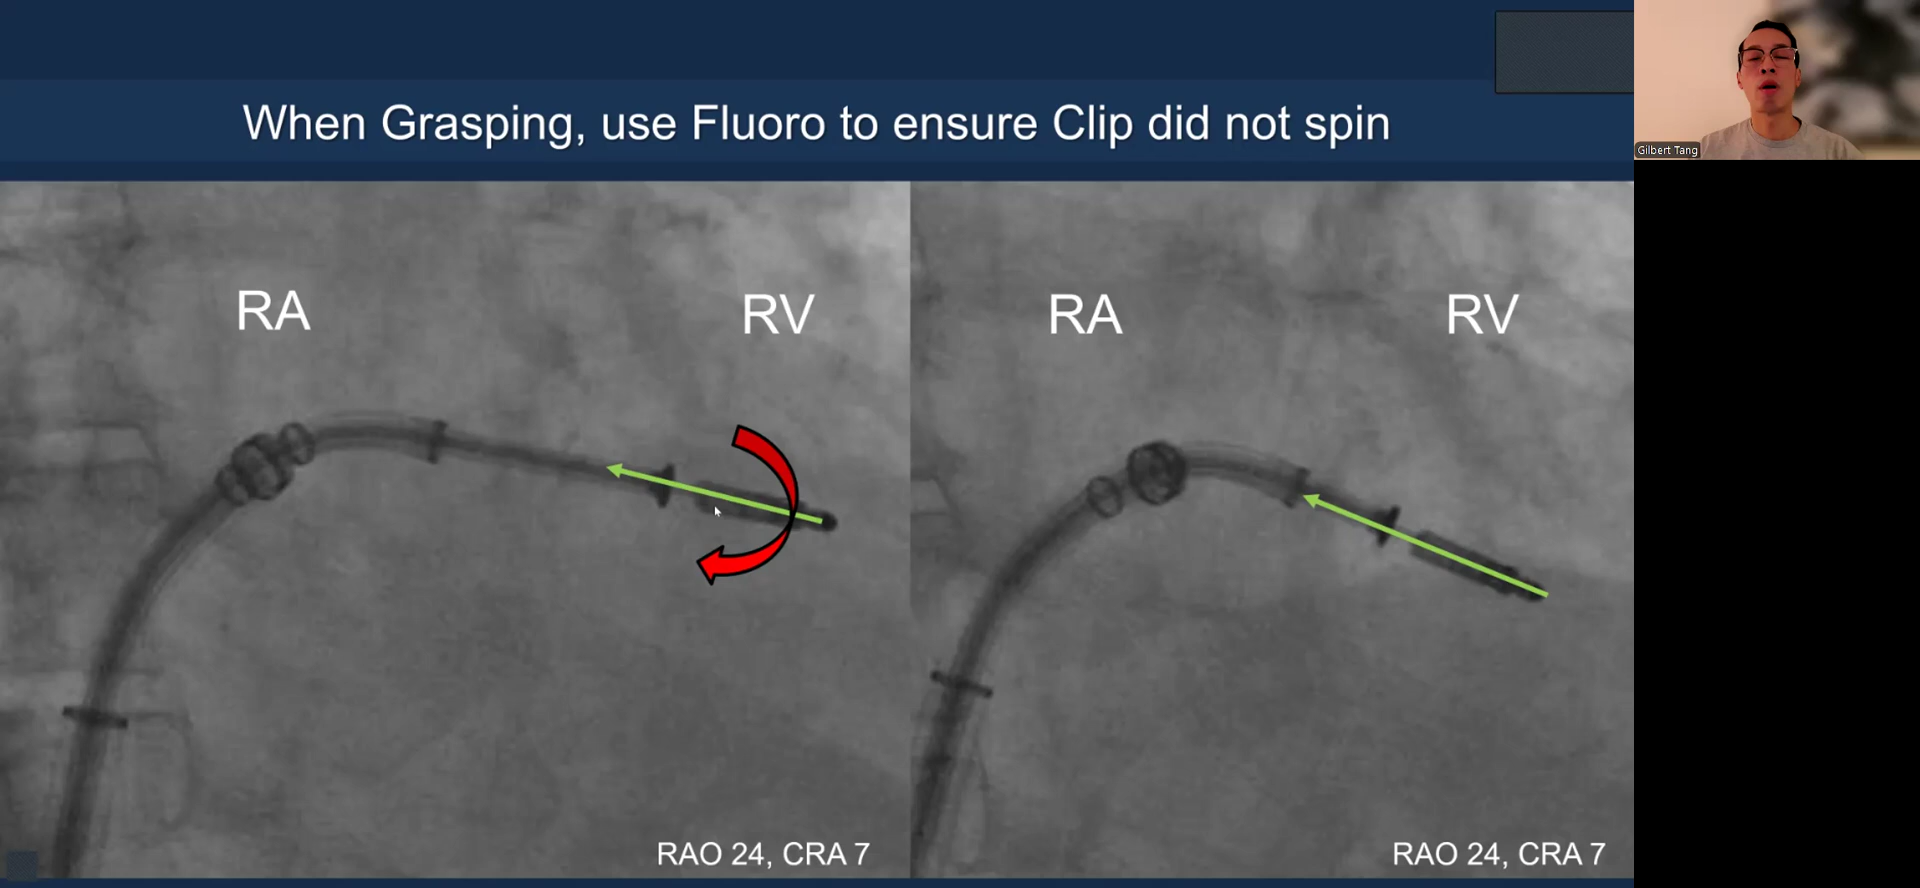 When Grasping, use Fluoro to ensure Clip did not spin
Gilbert Tang
RA
RV
RA
RV
RAO 24, CRA 7
RAO 24, CRA 7